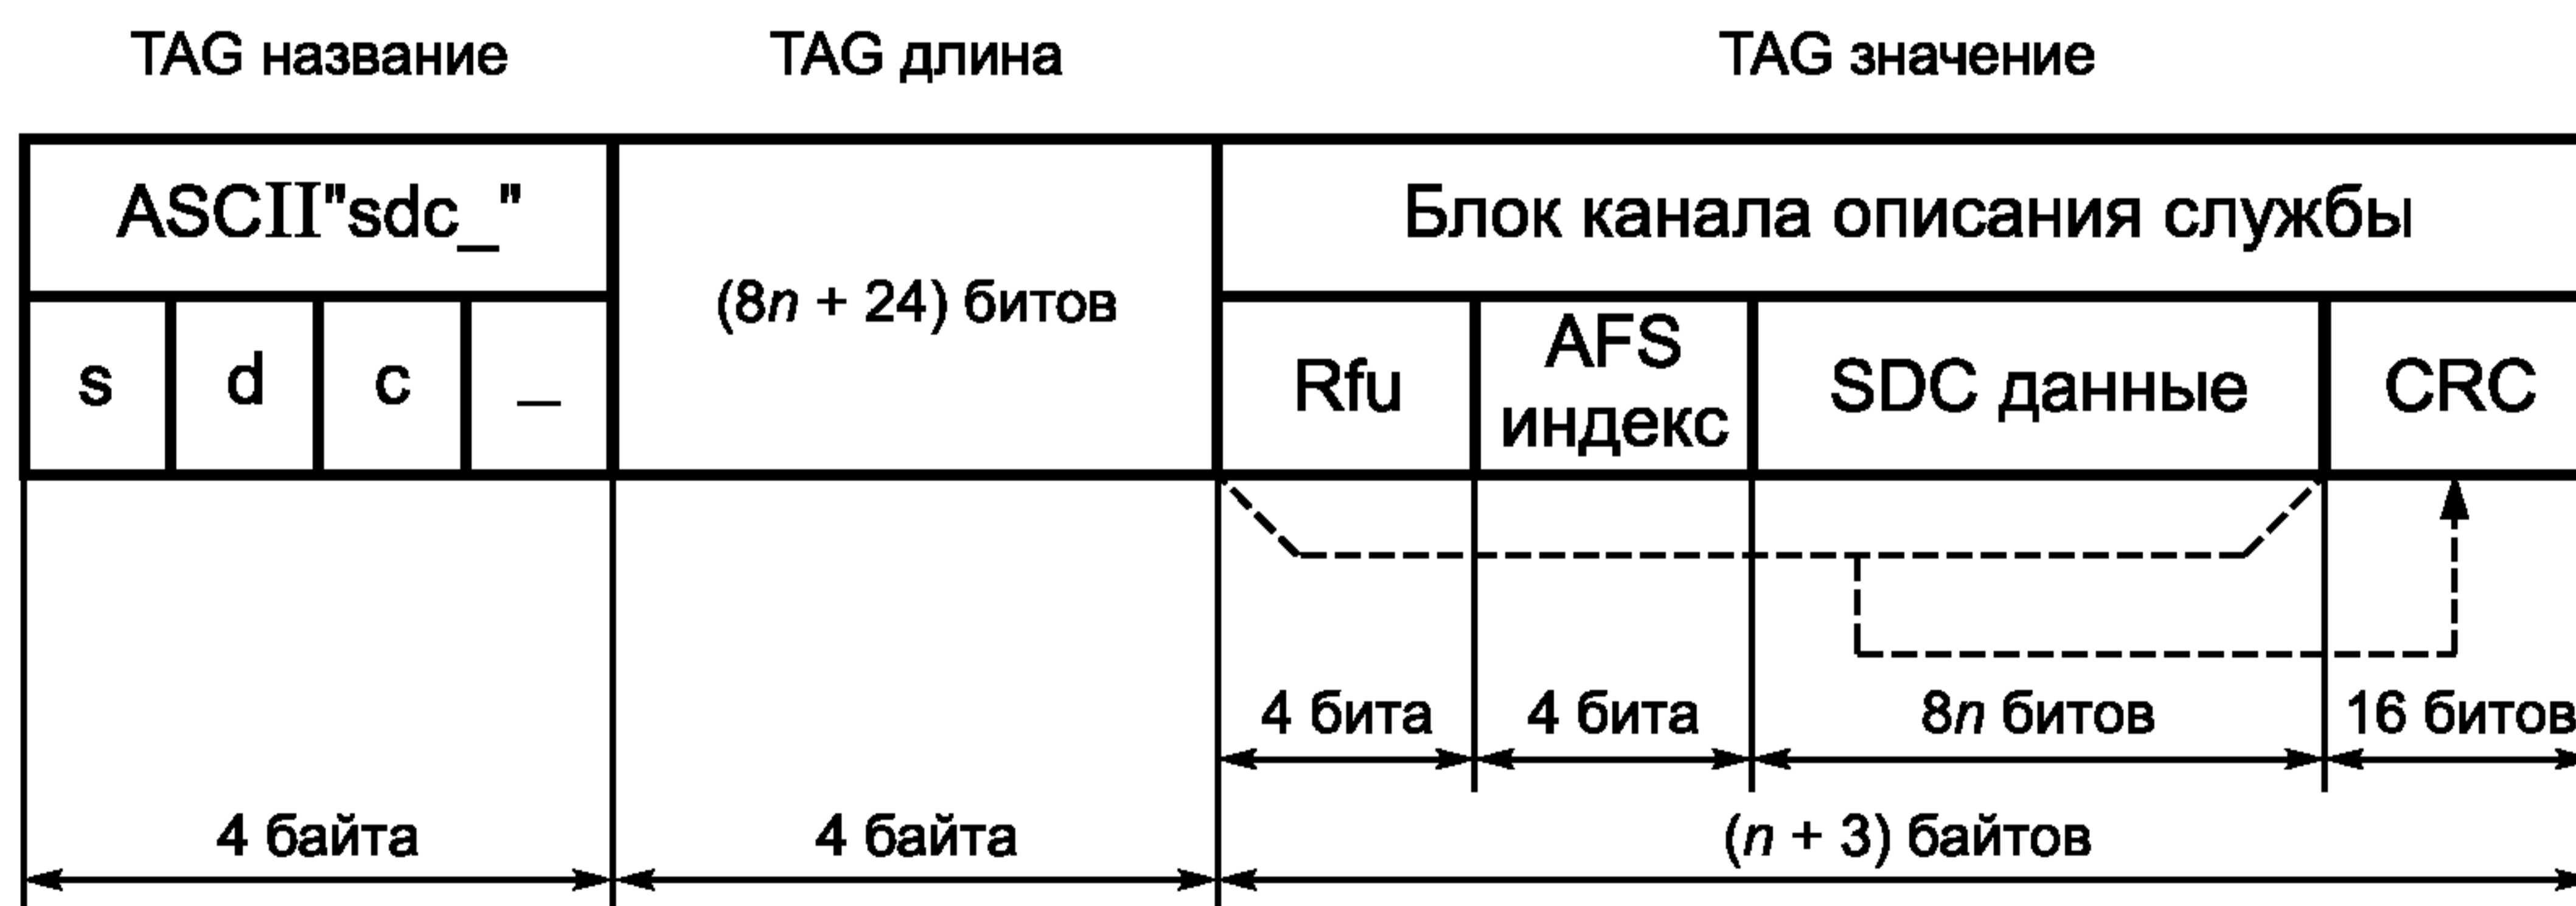 TAG название TAG длина TAG значение
ASCII"sdc_" Блок канала описания службы
(8n + 24) битов
s d c _ Rfu AFS индекс SDC данные CRC
4 бита 4 бита 8n битов 16 битов
4 байта 4 байта (n + 3) байтов